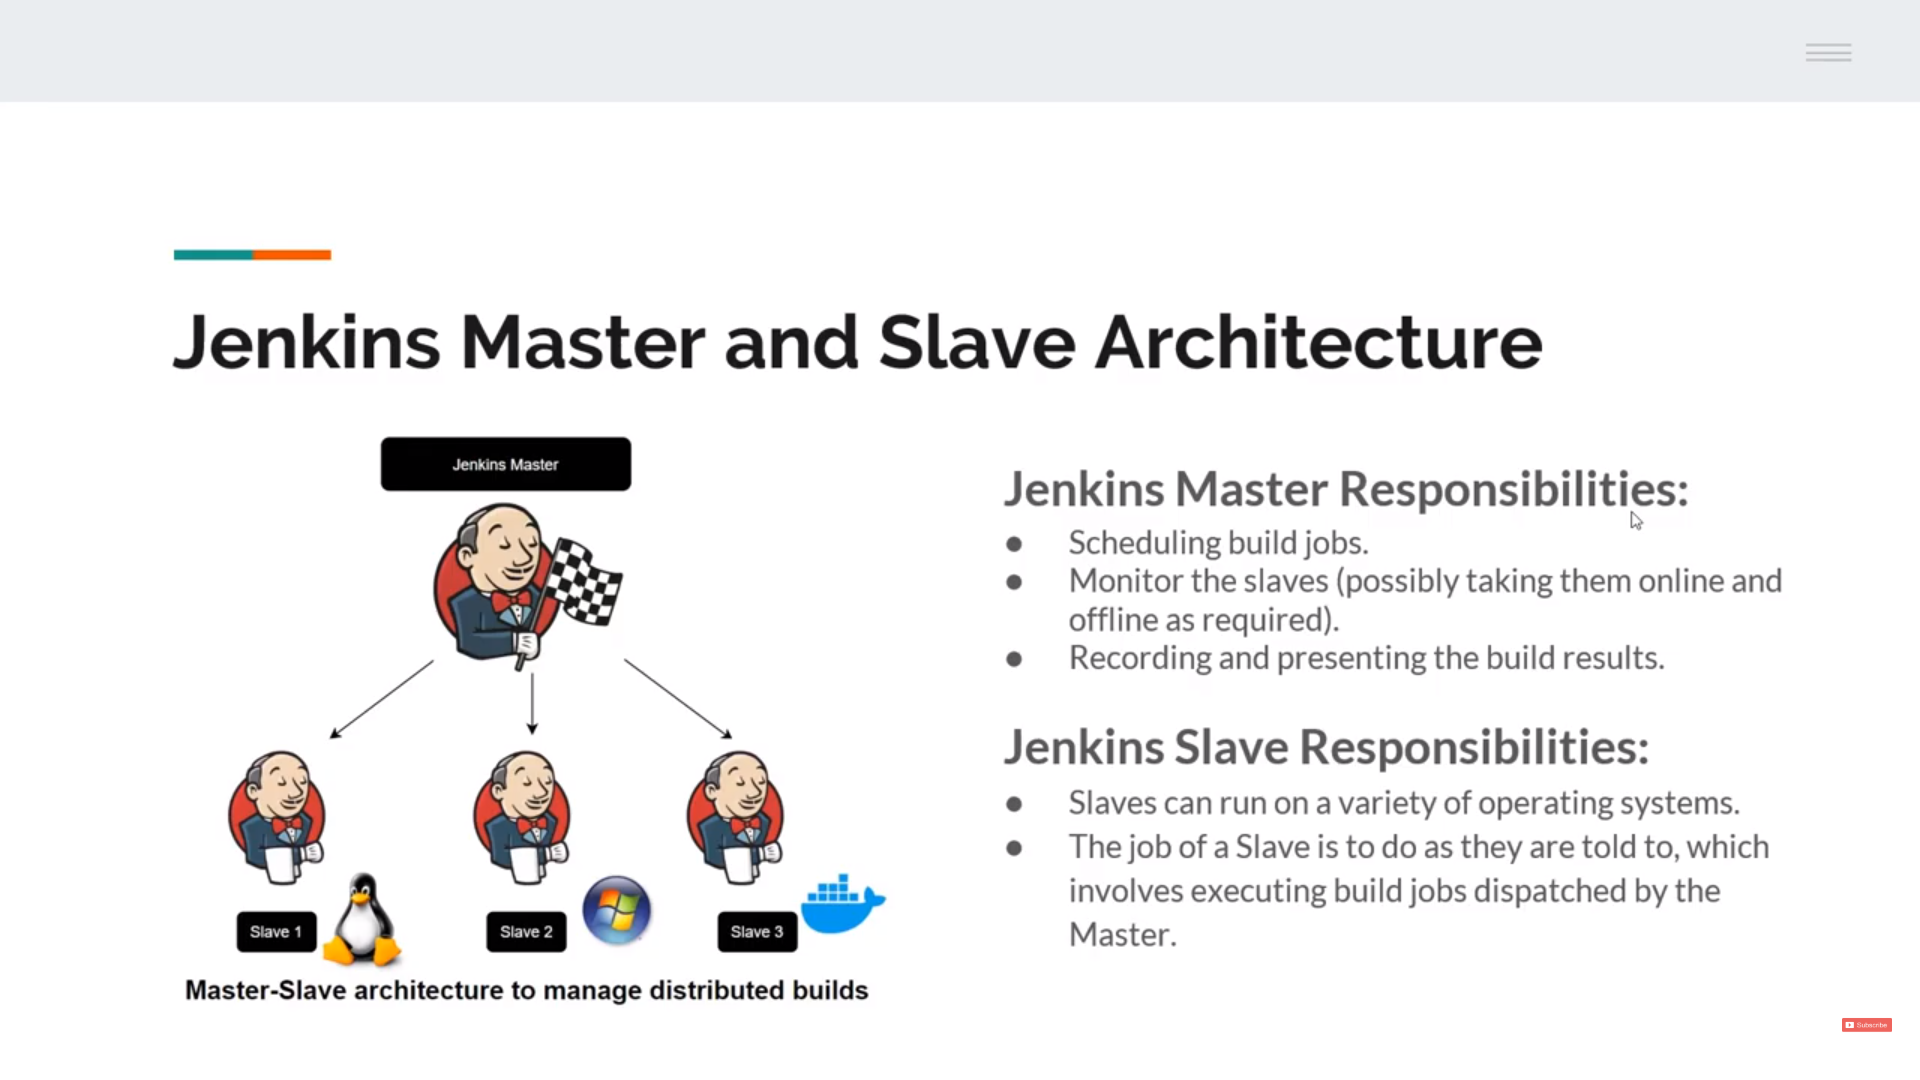 Jenkins Master and Slave Architecture
Jenkins Master
Slave 1
Slave 2
Slave 3
Master-Slave architecture to manage distributed builds
Jenkins Master Responsibilities:
● Scheduling build jobs.
● Monitor the slaves (possibly taking them online and
offline as required).
● Recording and presenting the build results.
Jenkins Slave Responsibilities:
● Slaves can run on a variety of operating systems.
● The job of a Slave is to do as they are told to, which
involves executing build jobs dispatched by the
Master.
Subscribe